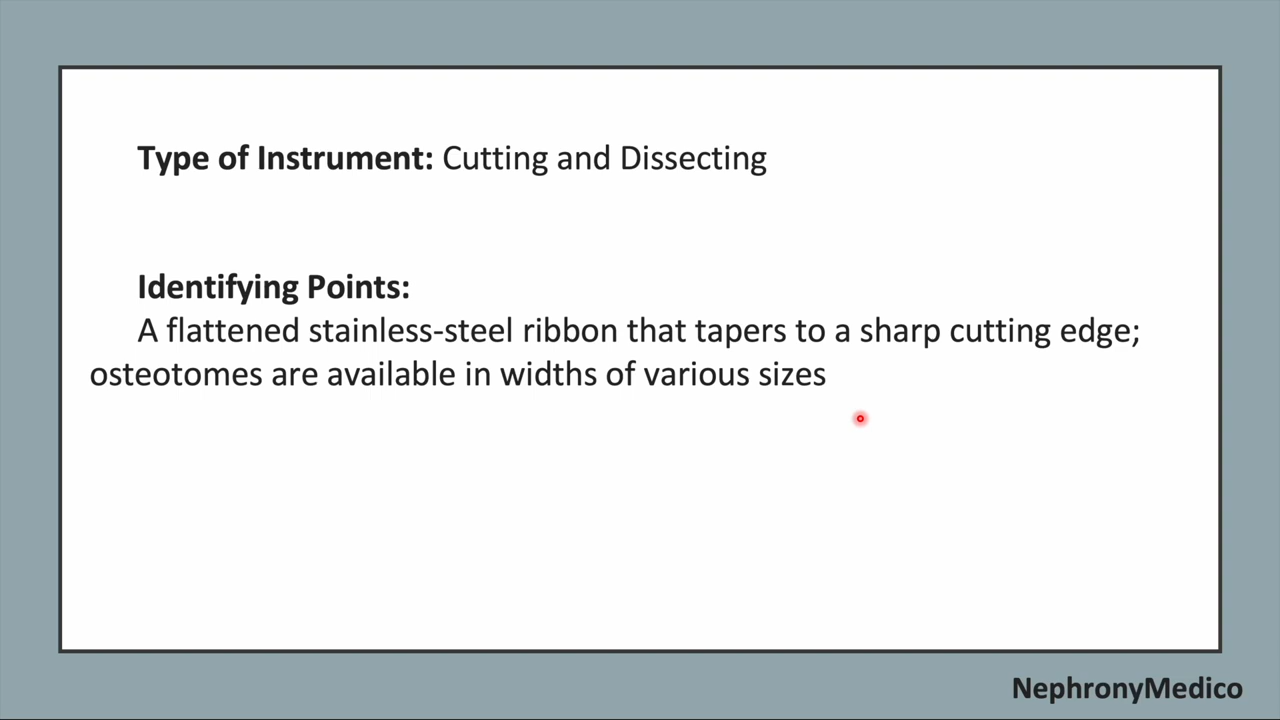 Type of Instrument: Cutting and Dissecting
Identifying Points:
A flattened stainless-steel ribbon that tapers to a sharp cutting edge;
osteotomes are available in widths of various sizes
NephronyMedico